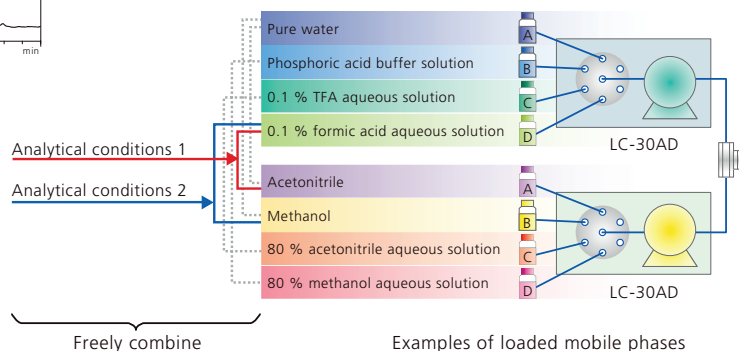 min
Pure water
A
Phosphoric acid buffer solution
B
0.1 % TFA aqueous solution
C
0.1 % formic acid aqueous solution
D
LC-30AD
Analytical conditions 1
Analytical conditions 2
Acetonitrile
A
Methanol
B
80 % acetonitrile aqueous solution
C
80 % methanol aqueous solution
D
LC-30AD
Freely combine
Examples of loaded mobile phases